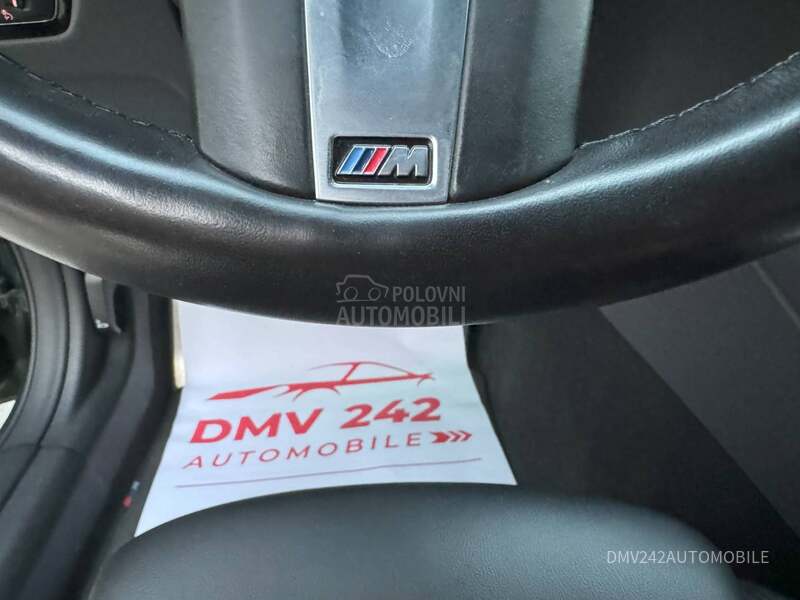 M
POLOVNI
AUTOMOBILI
DMV 242
AUTOMOBILE
DMV242AUTOMOBILE